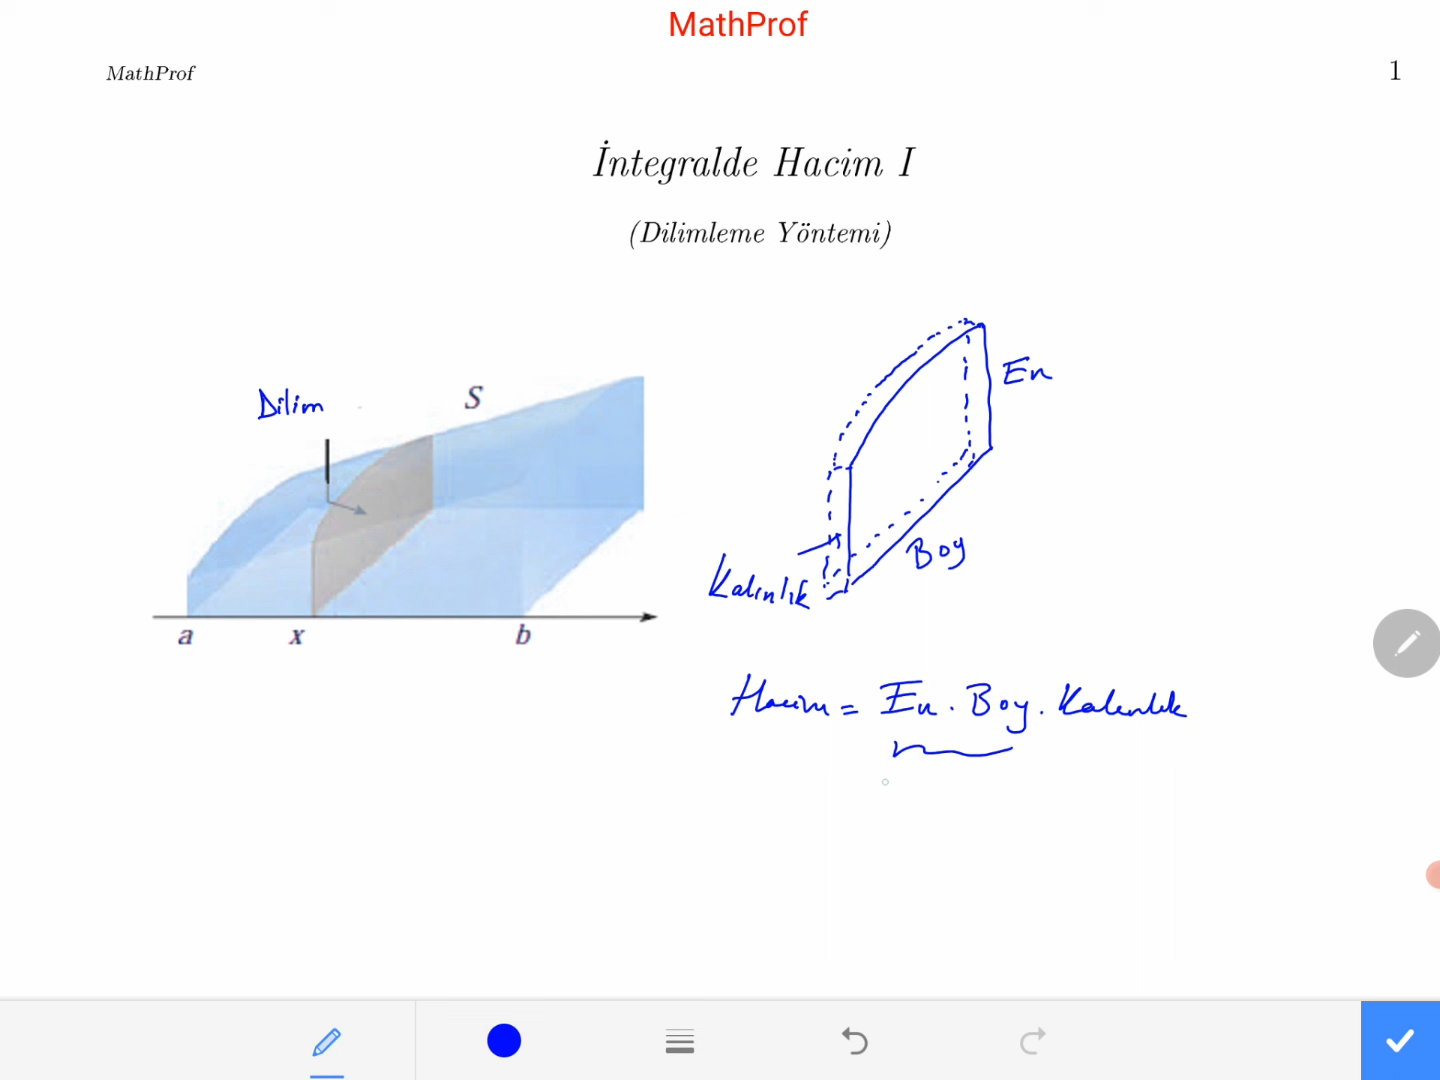 MathProf
MathProf
1
İntegralde Hacim I
(Dilimleme Yöntemi)
Dilim
S
En
Boy
Kalınlık
a x b
Hacim = En . Boy . Kalınlık